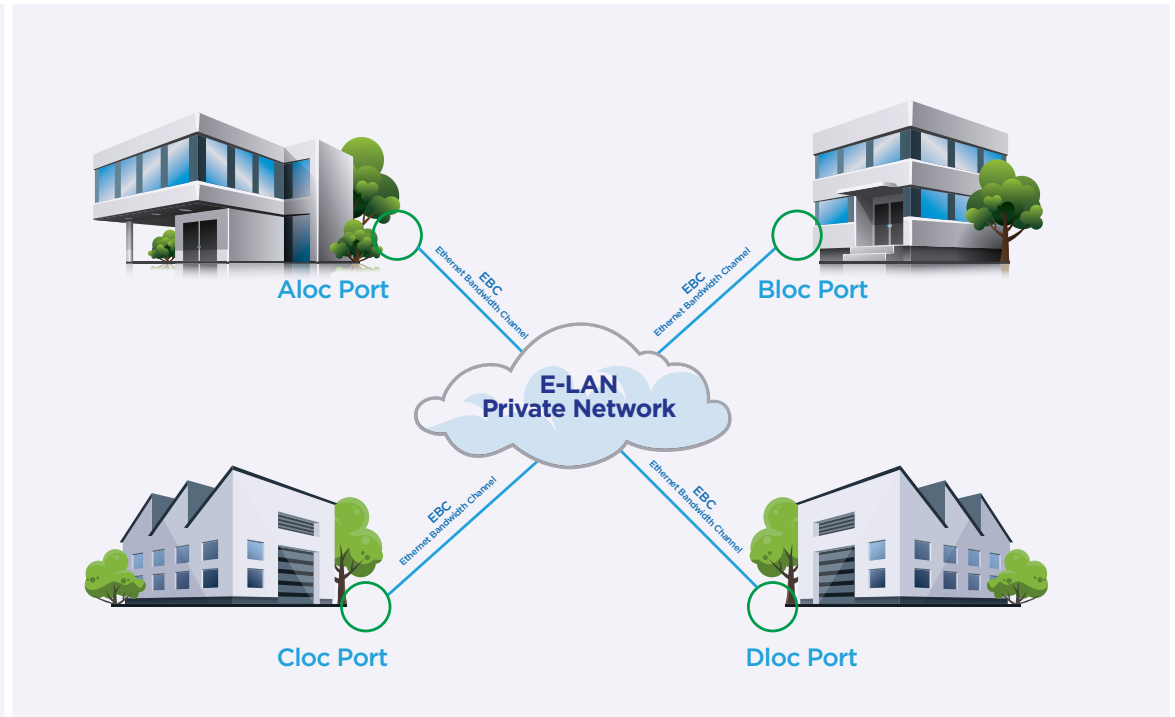 Aloc Port
EBC
Ethernet Bandwidth Channel
Bloc Port
EBC
Ethernet Bandwidth Channel
E-LAN
Private Network
EBC
Ethernet Bandwidth Channel
Cloc Port
EBC
Ethernet Bandwidth Channel
Dloc Port